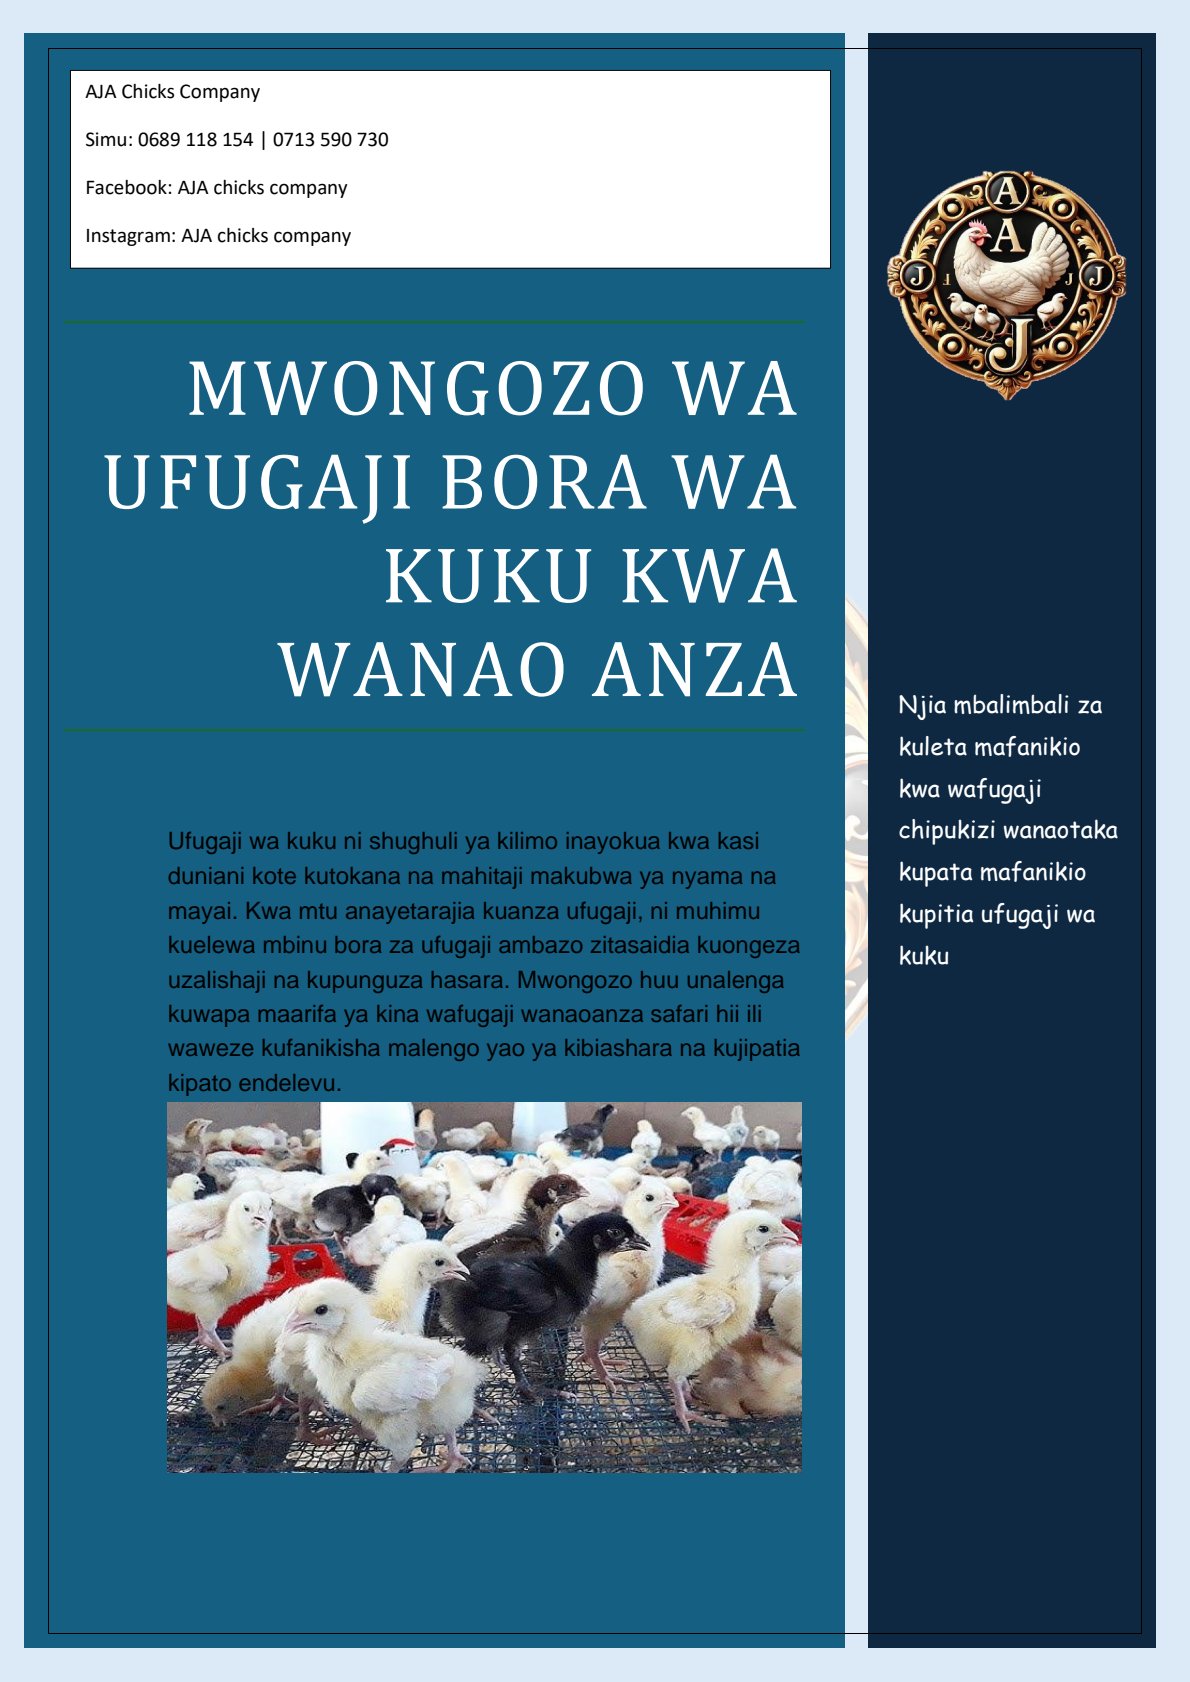 AJA Chicks Company
Simu: 0689 118 154 | 0713 590 730
Facebook: AJA chicks company
Instagram: AJA chicks company
A
A
J
J
J
J
J
MWONGOZO WA
UFUGAJI BORA WA
KUKU KWA
WANAO ANZA
Njia mbalimbali za
kuleta mafanikio
kwa wafugaji
chipukizi wanaotaka
kupata mafanikio
kupitia ufugaji wa
kuku
Ufugaji wa kuku ni shughuli ya kilimo inayokua kwa kasi
duniani kote kutokana na mahitaji makubwa ya nyama na
mayai. Kwa mtu anayetarajia kuanza ufugaji, ni muhimu
kuelewa mbinu bora za ufugaji ambazo zitasaidia kuongeza
uzalishaji na kupunguza hasara. Mwongozo huu unalenga
kuwapa maarifa ya kina wafugaji wanaoanza safari hii ili
waweze kufanikisha malengo yao ya kibiashara na kujipatia
kipato endelevu.